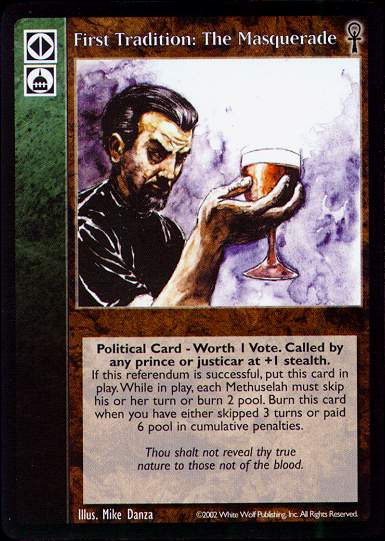 First Tradition: The Masquerade
Political Card - Worth 1 Vote. Called by
any prince or justicar at +1 stealth.
If this referendum is successful, put this card in
play. While in play, each Methuselah must skip
his or her turn or burn 2 pool. Burn this card
when you have either skipped 3 turns or paid
6 pool in cumulative penalties.
Thou shalt not reveal thy true
nature to those not of the blood.
Illus. Mike Danza
©2002 White Wolf Publishing, Inc. All Rights Reserved.